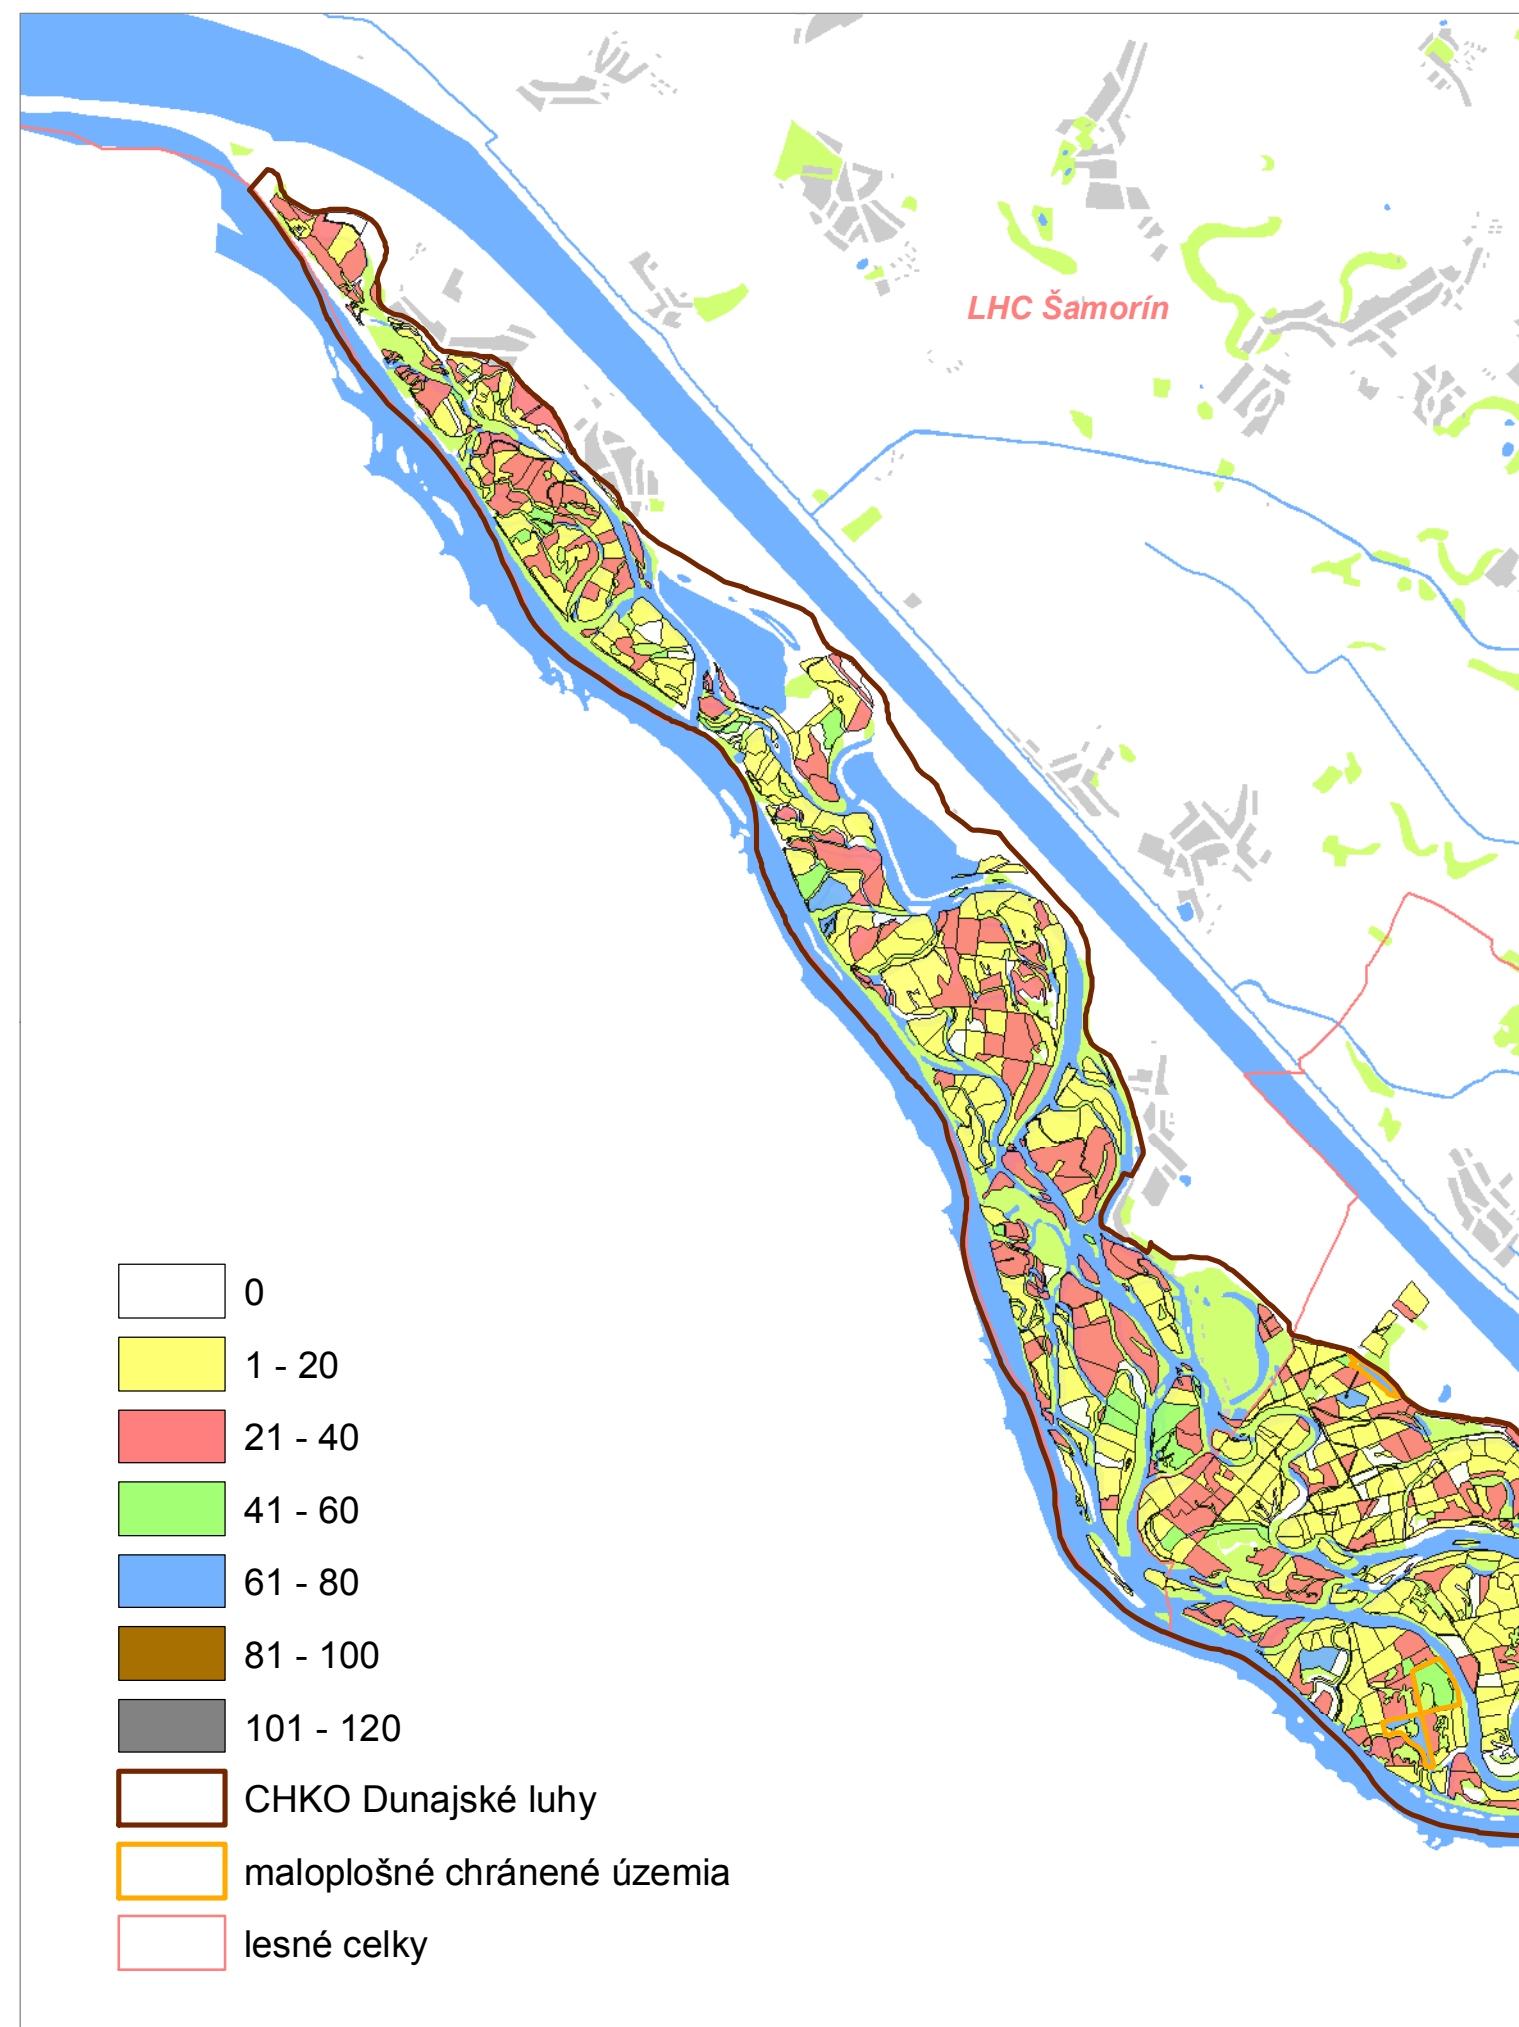 LHC Šamorín
0
1 - 20
21 - 40
41 - 60
61 - 80
81 - 100
101 - 120
CHKO Dunajské luhy
maloplošné chránené územia
lesné celky